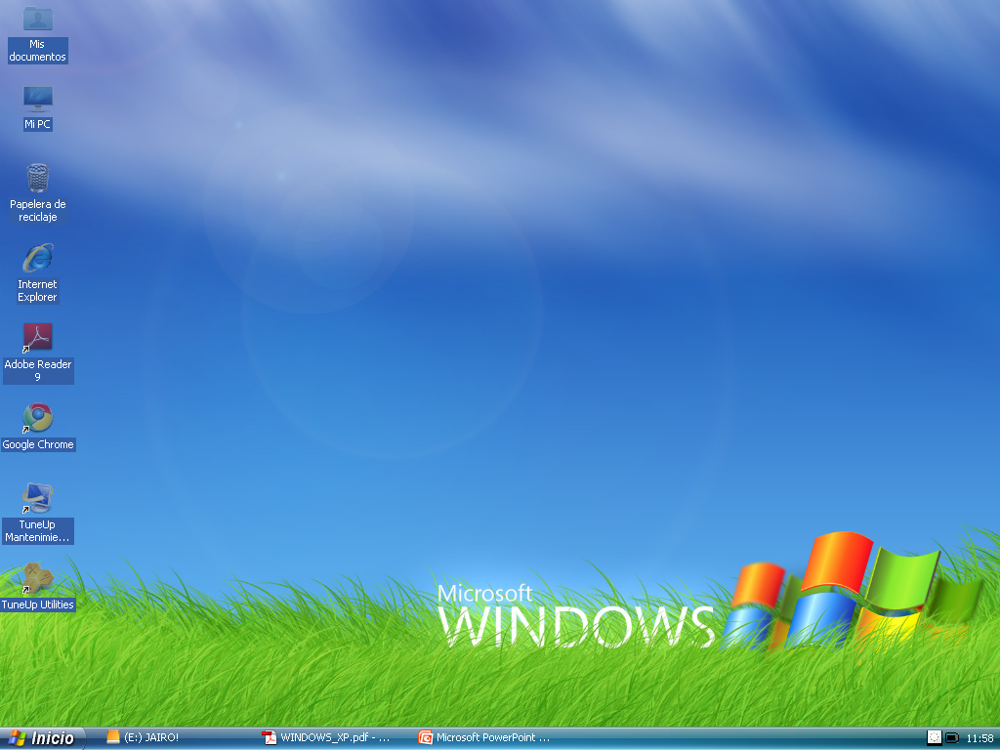 Mis
documentos
Mi PC
Papelera de
reciclaje
Internet
Explorer
Adobe Reader
9
Google Chrome
TuneUp
Mantenimie...
TuneUp Utilities
Microsoft
WINDOWS
Inicio
(E:) JAIRO!
WINDOWS_XP.pdf - ...
Microsoft PowerPoint ...
11:58